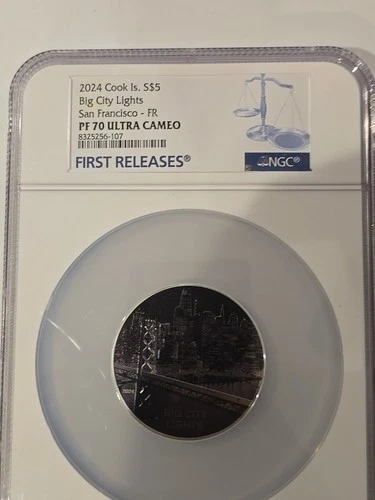 2024 Cook Is. S$5
Big City Lights
San Francisco - FR
PF 70 ULTRA CAMEO
8325256-107
FIRST RELEASES®
NGC®
BIG CITY
LIGHTS